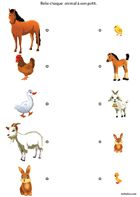 Relie chaque animal à son petit.